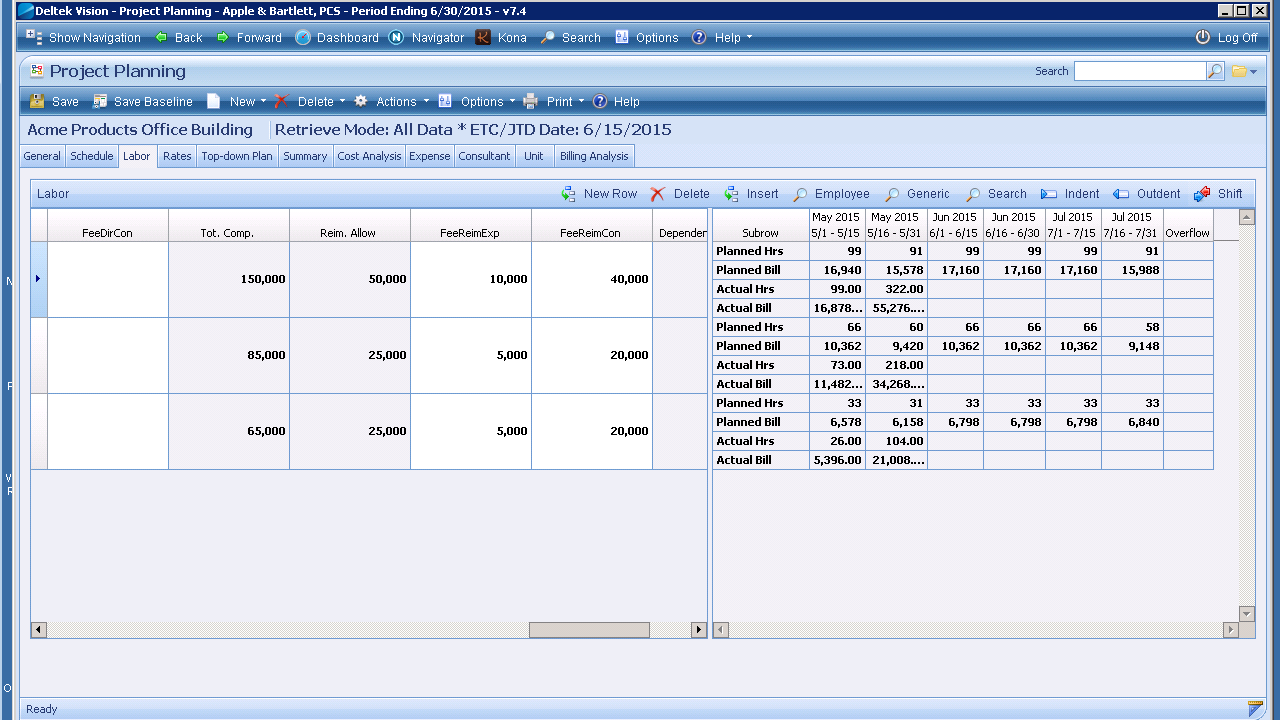 Deltek Vision - Project Planning - Apple & Bartlett, PCS - Period Ending 6/30/2015 - v7.4
Show Navigation Back Forward Dashboard Navigator Kona Search Options Help Log Off
Project Planning Search
Save Save Baseline New Delete Actions Options Print Help
Acme Products Office Building Retrieve Mode: All Data * ETC/JTD Date: 6/15/2015
General Schedule Labor Rates Top-down Plan Summary Cost Analysis Expense Consultant Unit Billing Analysis
Labor New Row Delete Insert Employee Generic Search Indent Outdent Shift
May 2015 May 2015 Jun 2015 Jun 2015 Jul 2015 Jul 2015
FeeDirCon Tot. Comp. Reim. Allow FeeReimExp FeeReimCon Dependen Subrow 5/1 - 5/15 5/16 - 5/31 6/1 - 6/15 6/16 - 6/30 7/1 - 7/15 7/16 - 7/31 Overflow
Planned Hrs 99 91 99 99 99 91
Planned Bill 16,940 15,578 17,160 17,160 17,160 15,988
150,000 50,000 10,000 40,000
Actual Hrs 99.00 322.00
Actual Bill 16,878... 55,276....
Planned Hrs 66 60 66 66 66 58
Planned Bill 10,362 9,420 10,362 10,362 10,362 9,148
85,000 25,000 5,000 20,000
Actual Hrs 73.00 218.00
Actual Bill 11,482... 34,268....
Planned Hrs 33 31 33 33 33 33
Planned Bill 6,578 6,158 6,798 6,798 6,798 6,840
65,000 25,000 5,000 20,000
Actual Hrs 26.00 104.00
Actual Bill 5,396.00 21,008....
Ready